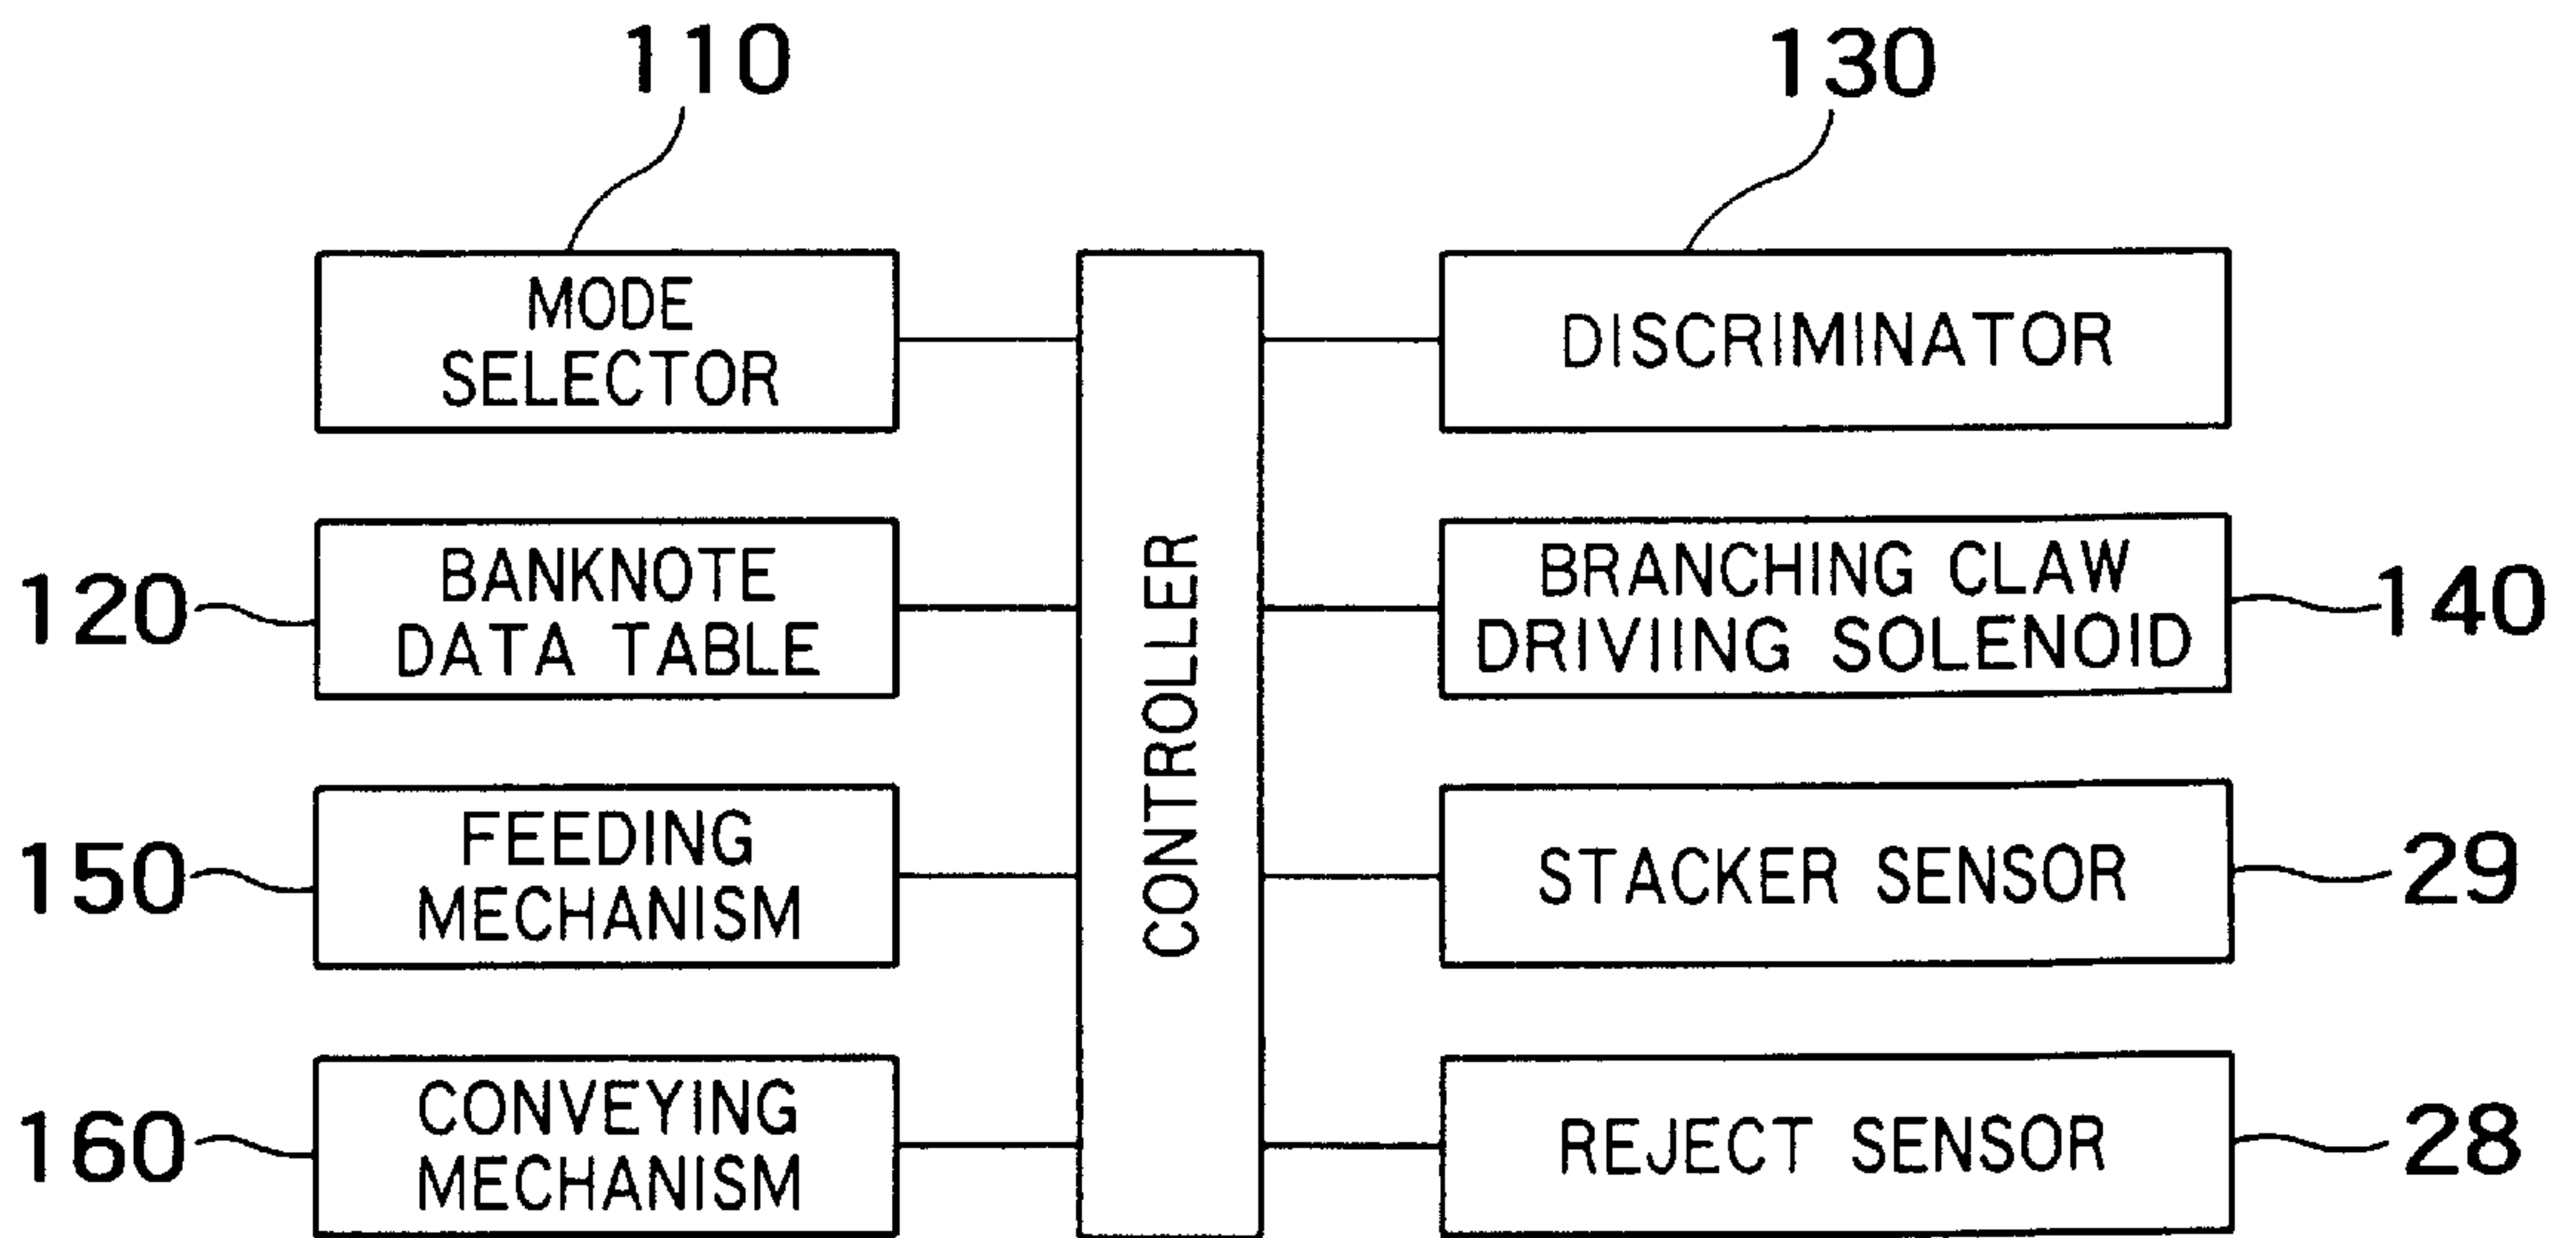 110
130
MODE
SELECTOR
DISCRIMINATOR
120
BANKNOTE
DATA TABLE
CONTROLLER
BRANCHING CLAW
DRIVIING SOLENOID
140
150
FEEDING
MECHANISM
STACKER SENSOR
29
160
CONVEYING
MECHANISM
REJECT SENSOR
28